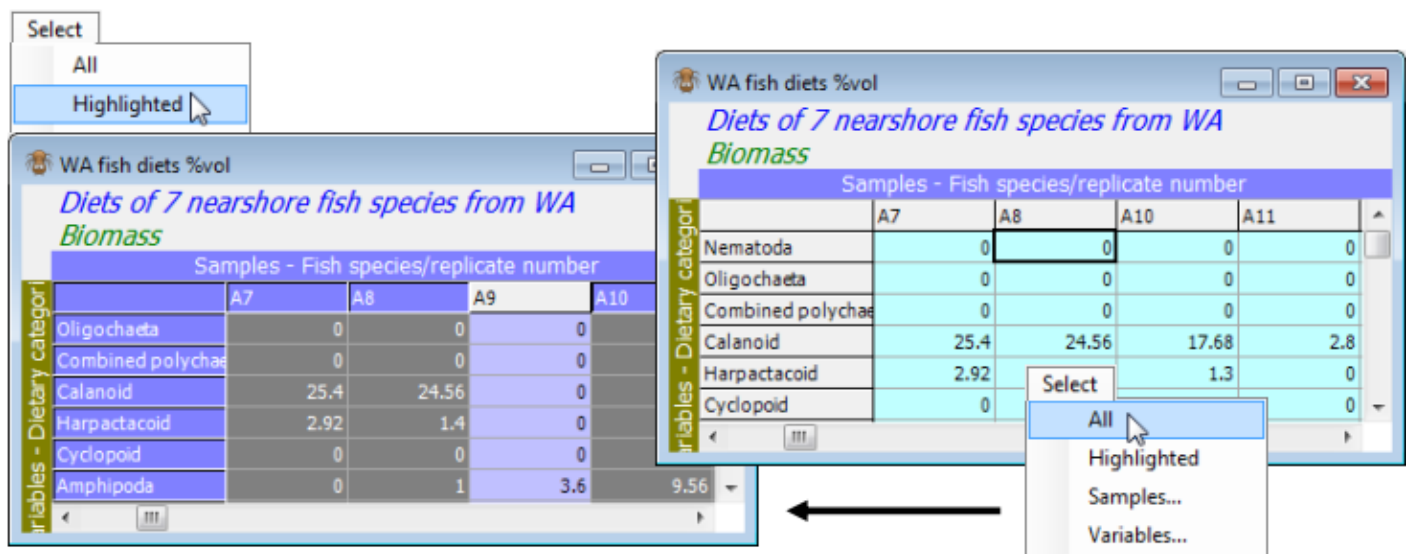 Select
All
Highlighted
WA fish diets %vol
Diets of 7 nearshore fish species from WA
Biomass
Samples - Fish species/replicate number
riables - Dietary categori
A7 A8 A9 A10
Oligochaeta 0 0 0
Combined polychae 0 0 0
Calanoid 25.4 24.56 0
Harpactacoid 2.92 1.4 0
Cyclopoid 0 0 0
Amphipoda 0 1 3.6 9.56
WA fish diets %vol
Diets of 7 nearshore fish species from WA
Biomass
Samples - Fish species/replicate number
riables - Dietary categori
A7 A8 A10 A11
Nematoda 0 0 0 0
Oligochaeta 0 0 0 0
Combined polychae 0 0 0 0
Calanoid 25.4 24.56 17.68 2.8
Harpactacoid 2.92 1.3 0
Cyclopoid 0 0
Select
All
Highlighted
Samples...
Variables...